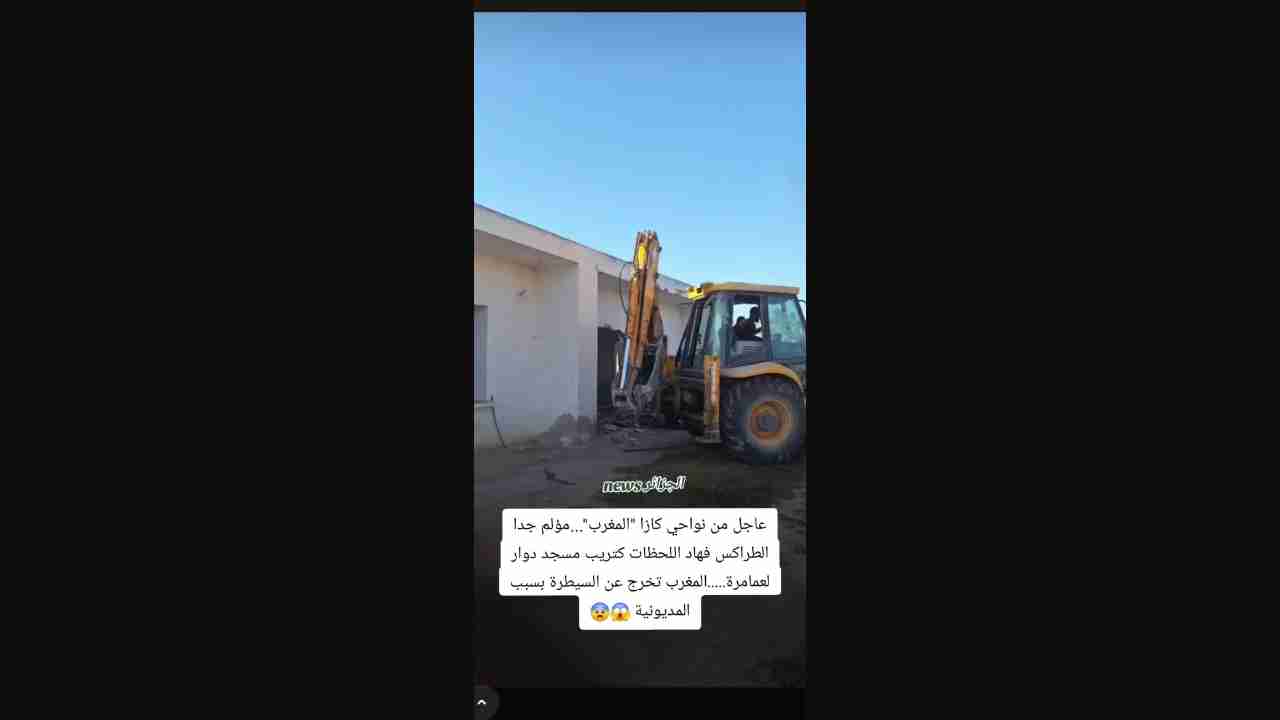 الجزائر news
عاجل من نواحي كازا "المغرب"...مؤلم جدا
الطراكس فهاد اللحظات كتريب مسجد دوار
لعمامرة.....المغرب تخرج عن السيطرة بسبب
المديونية 😱😨